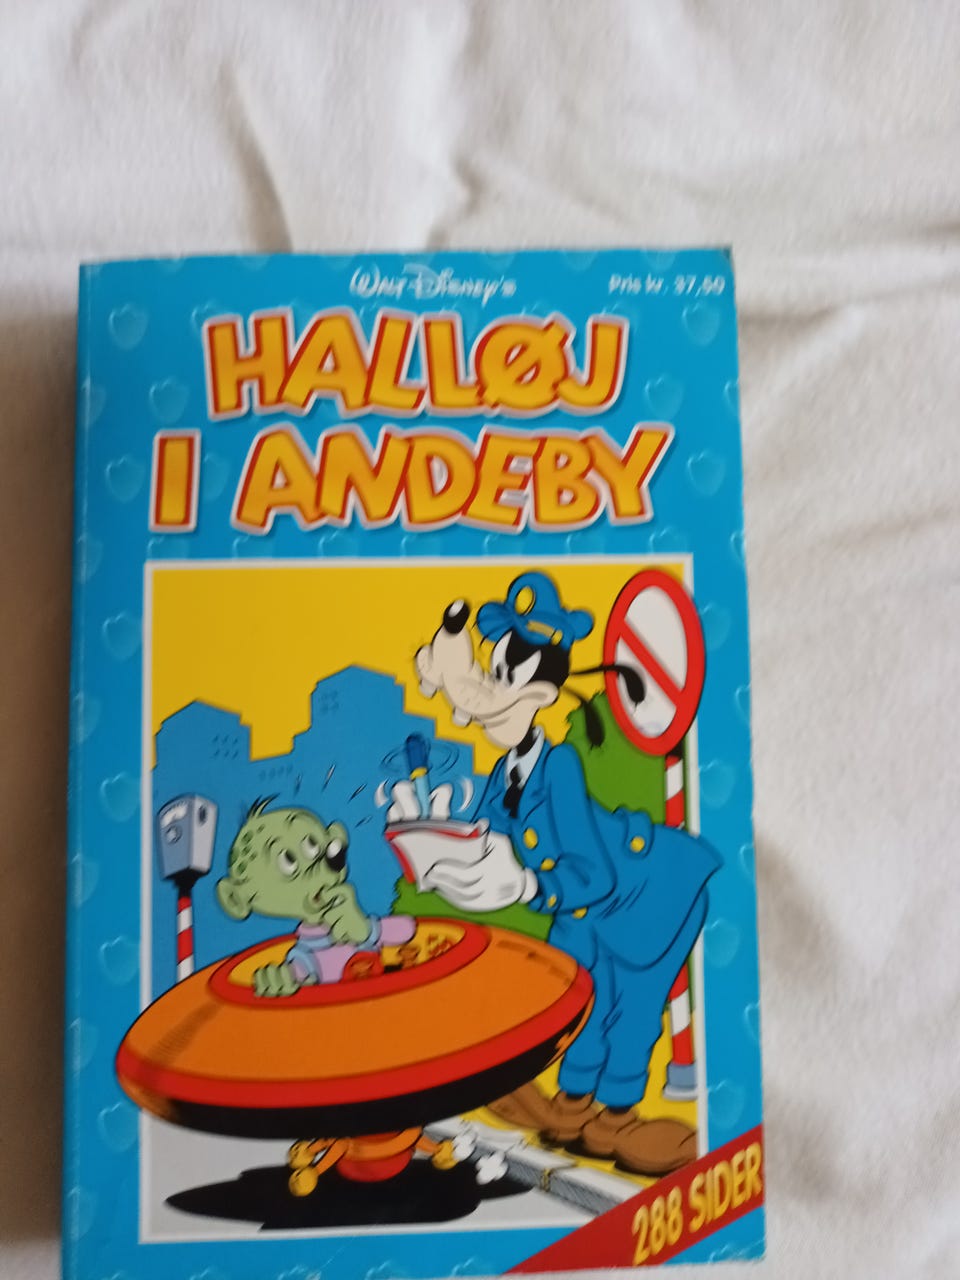 Walt Disney's
Pris kr. 37,50
HALLØJ
I ANDEBY
288 SIDER